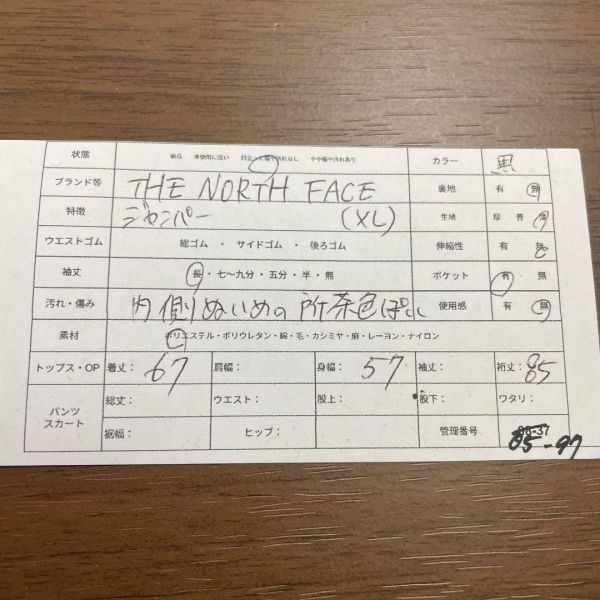 状態 新品 未使用に近い 目立った傷や汚れなし やや傷や汚れあり カラー 黒
ブランド等 THE NORTH FACE 裏地 有 無
特徴 ジャンパー (XL) 生地 厚 普 薄
ウエストゴム 総ゴム ・ サイドゴム ・ 後ろゴム 伸縮性 有 無
袖丈 長・七〜九分・五分・半・無 ポケット 有 無
汚れ・傷み 内側ぬいめの所茶色ぽい 使用感 有 無
素材 ポリエステル・ポリウレタン・綿・毛・カシミヤ・麻・レーヨン・ナイロン
トップス・OP 着丈: 67 肩幅: 身幅: 57 袖丈: 裄丈: 85
パンツ スカート 総丈: ウエスト: 股上: 股下: ワタリ:
裾幅: ヒップ: 管理番号 05-97